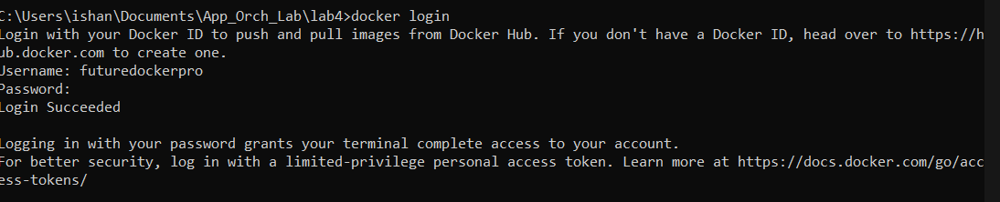 C:\Users\ishan\Documents\App_Orch_Lab\lab4>docker login
Login with your Docker ID to push and pull images from Docker Hub. If you don't have a Docker ID, head over to https://h
ub.docker.com to create one.
Username: futuredockerpro
Password:
Login Succeeded

Logging in with your password grants your terminal complete access to your account.
For better security, log in with a limited-privilege personal access token. Learn more at https://docs.docker.com/go/acc
ess-tokens/